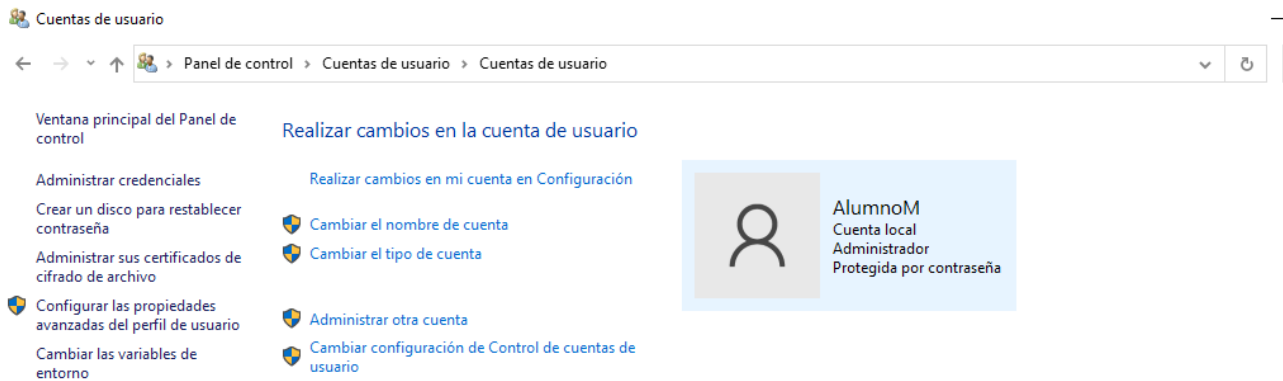 Cuentas de usuario
Panel de control > Cuentas de usuario > Cuentas de usuario
Ventana principal del Panel de
control
Administrar credenciales
Crear un disco para restablecer
contraseña
Administrar sus certificados de
cifrado de archivo
Configurar las propiedades
avanzadas del perfil de usuario
Cambiar las variables de
entorno
Realizar cambios en la cuenta de usuario
Realizar cambios en mi cuenta en Configuración
Cambiar el nombre de cuenta
Cambiar el tipo de cuenta
Administrar otra cuenta
Cambiar configuración de Control de cuentas de
usuario
AlumnoM
Cuenta local
Administrador
Protegida por contraseña